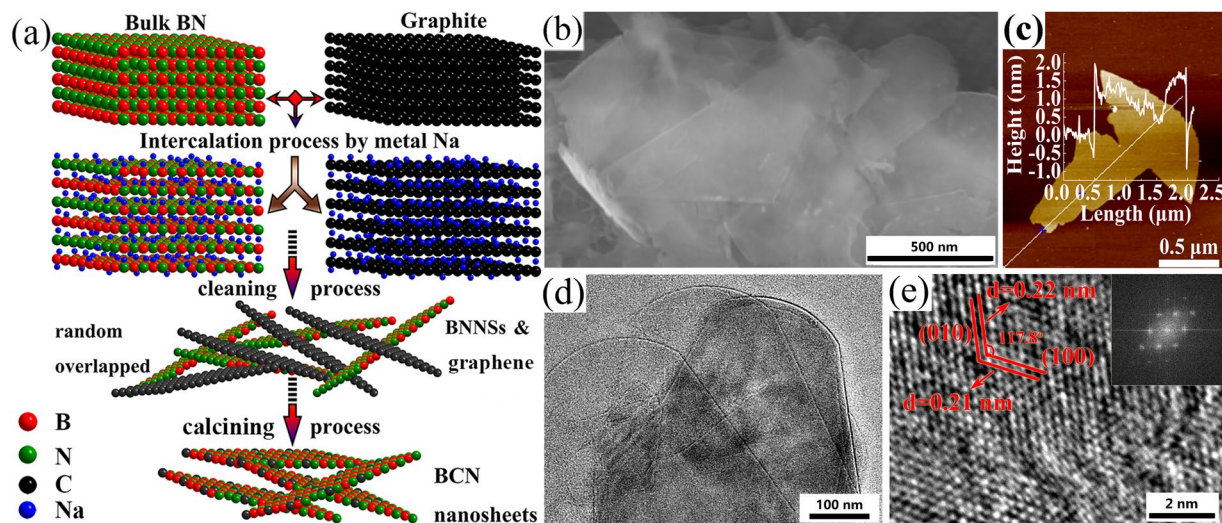 (a)
Bulk BN
Graphite
Intercalation process by metal Na
cleaning process
random
overlapped
BNNSs &
graphene
calcining process
BCN
nanosheets
B
N
C
Na
(b)
500 nm
(c)
Height (nm)
2.0
1.5
1.0
0.5
0.0
-0.5
-1.0
0.0 0.5 1.0 1.5 2.0 2.5
Length (µm)
0.5 µm
(d)
100 nm
(e)
d=0.22 nm
(010)
117.8°
(100)
d=0.21 nm
2 nm